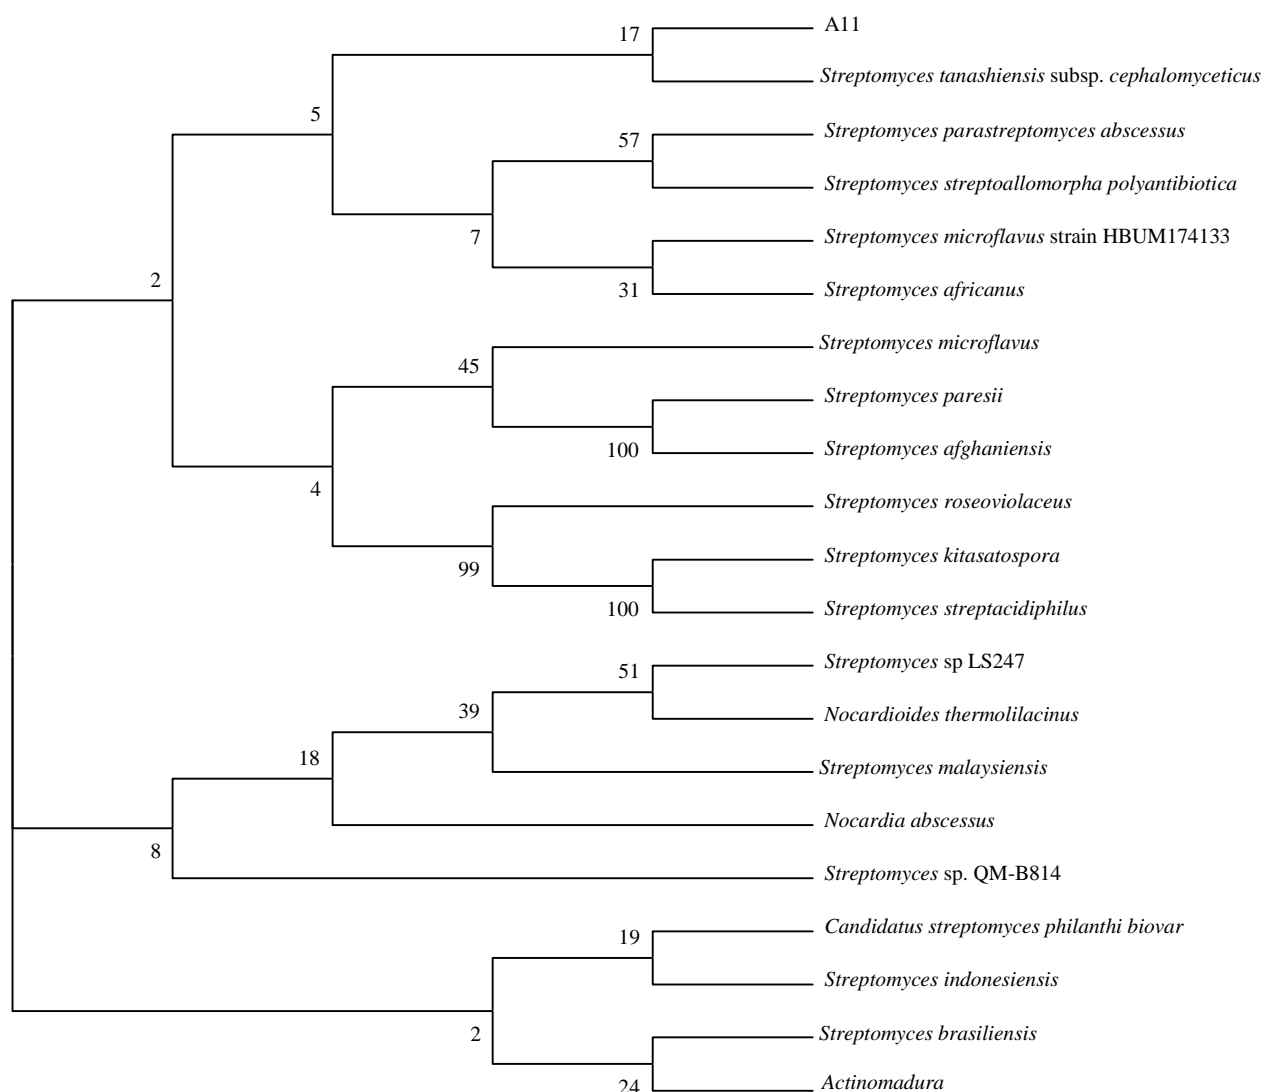 17
A11
Streptomyces tanashiensis subsp. cephalomyceticus
5
Streptomyces parastreptomyces abscessus
57
Streptomyces streptoallomorpha polyantibiotica
7
Streptomyces microflavus strain HBUM174133
31
Streptomyces africanus
2
Streptomyces microflavus
45
Streptomyces paresii
100
Streptomyces afghaniensis
4
Streptomyces roseoviolaceus
99
Streptomyces kitasatospora
100
Streptomyces streptacidiphilus
51
Streptomyces sp LS247
39
Nocardioides thermolilacinus
18
Streptomyces malaysiensis
Nocardia abscessus
8
Streptomyces sp. QM-B814
19
Candidatus streptomyces philanthi biovar
Streptomyces indonesiensis
2
Streptomyces brasiliensis
24
Actinomadura